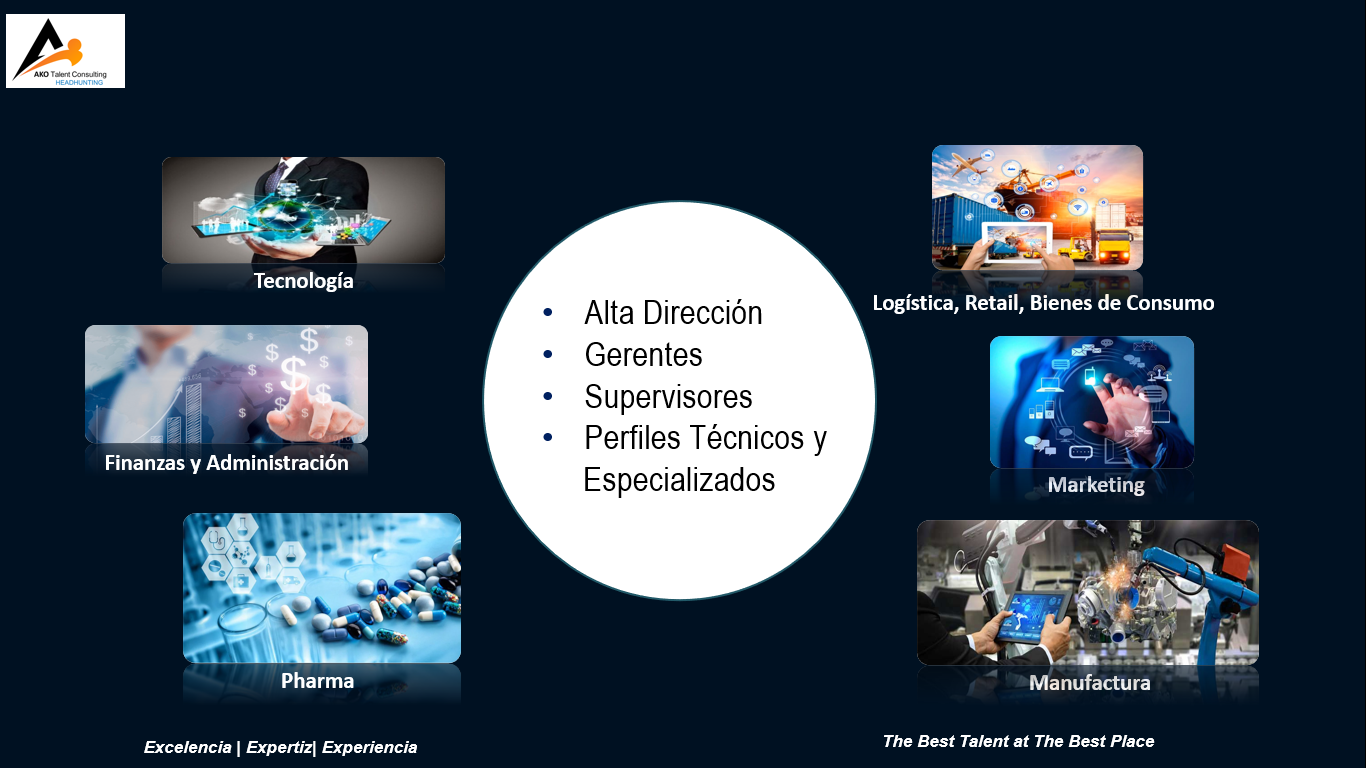 AKO Talent Consulting
HEADHUNTING
Tecnología
Finanzas y Administración
Pharma
• Alta Dirección
• Gerentes
• Supervisores
• Perfiles Técnicos y
Especializados
Logística, Retail, Bienes de Consumo
Marketing
Manufactura
Excelencia | Expertiz| Experiencia
The Best Talent at The Best Place